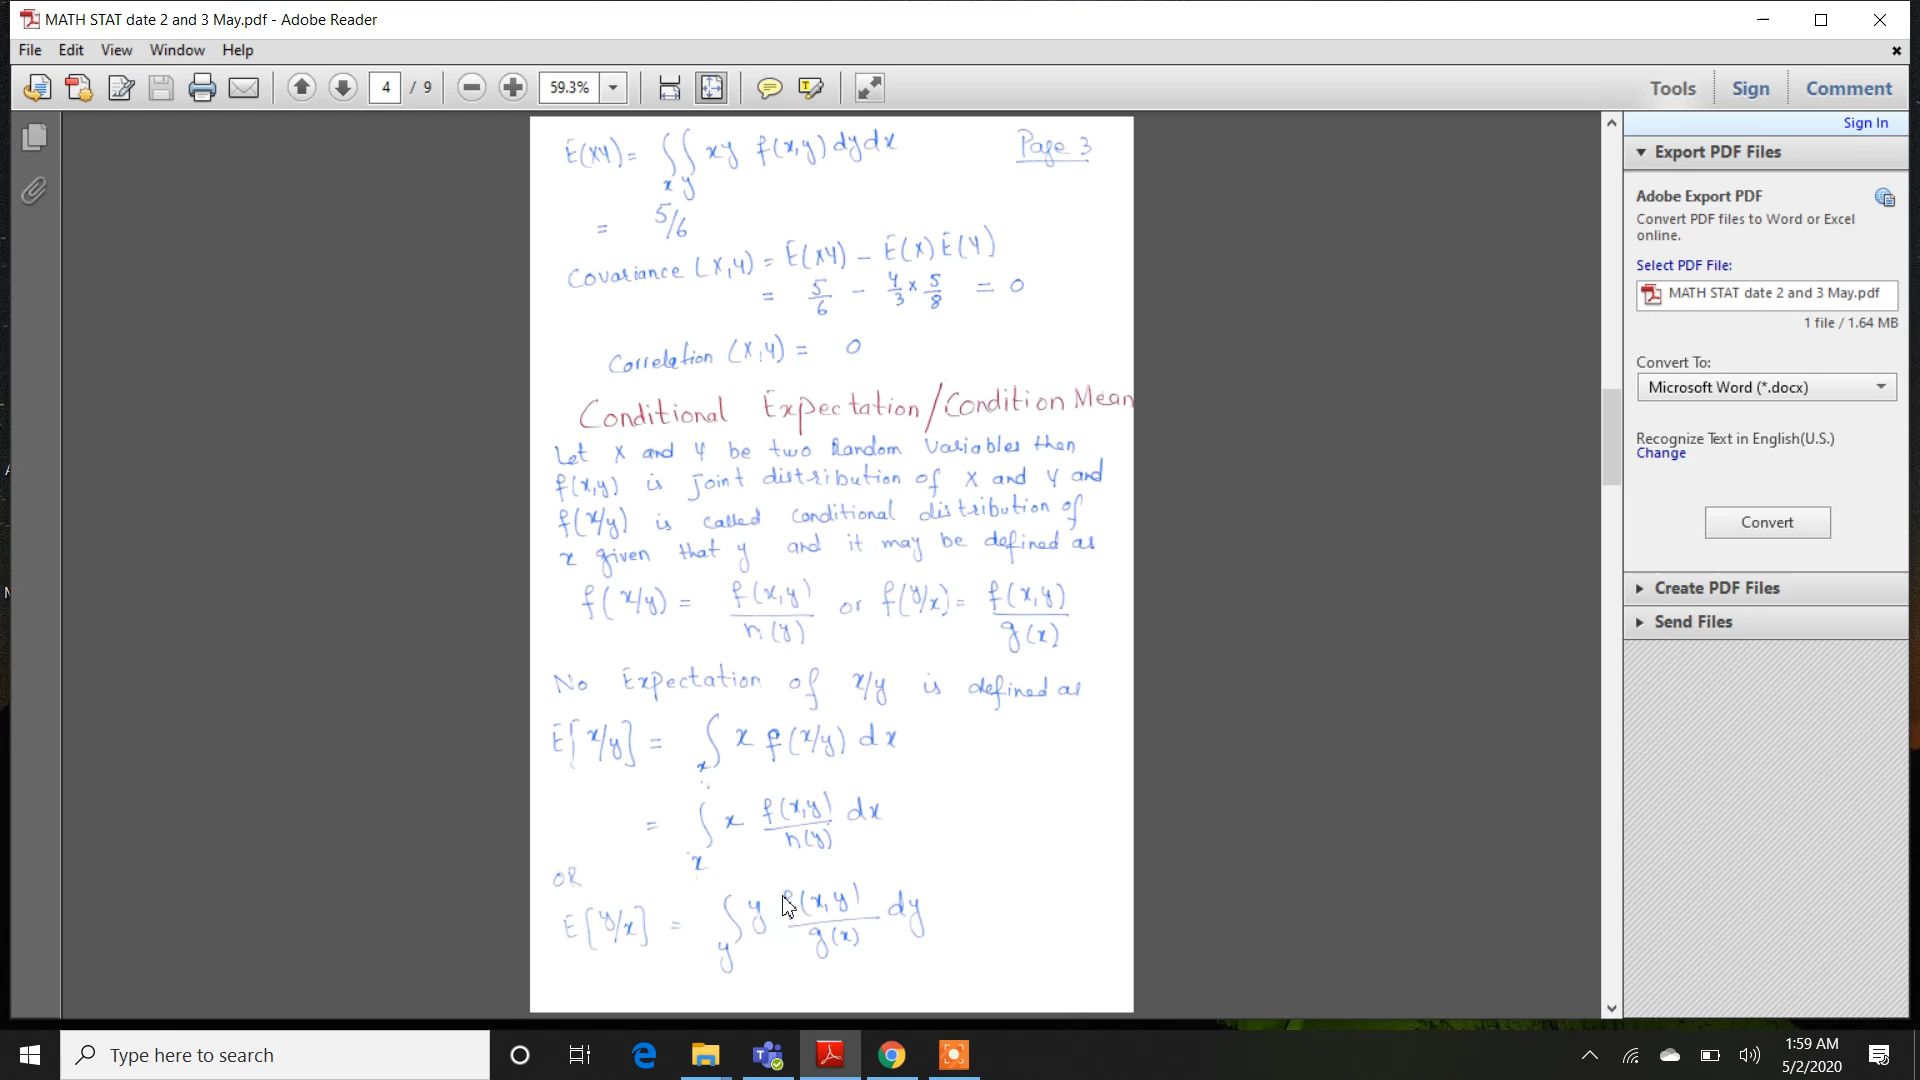 MATH STAT date 2 and 3 May.pdf - Adobe Reader
File Edit View Window Help
4 / 9 59.3% Tools Sign Comment
Sign In
Export PDF Files
Adobe Export PDF
Convert PDF files to Word or Excel
online.
Select PDF File:
MATH STAT date 2 and 3 May.pdf
1 file / 1.64 MB
Convert To:
Microsoft Word (*.docx)
Recognize Text in English(U.S.)
Change
Convert
Create PDF Files
Send Files
Page 3
E(XY) = ∫x ∫y xy f(x,y) dydx
= 5/6
Covariance (X,Y) = E(XY) - E(X) E(Y)
= 5/6 - 4/3 × 5/8 = 0
Correlation (X,Y) = 0
Conditional Expectation/Condition Mean
Let X and Y be two Random Variables then
f(x,y) is joint distribution of X and Y and
f(x/y) is called conditional distribution of
x given that y and it may be defined as
f(x/y) = f(x,y)/h(y) or f(y/x) = f(x,y)/g(x)
No Expectation of x/y is defined as
E[x/y] = ∫x x f(x/y) dx
= ∫x x f(x,y)/h(y) dx
OR
E[y/x] = ∫y y f(x,y)/g(x) dy
Type here to search
1:59 AM
5/2/2020